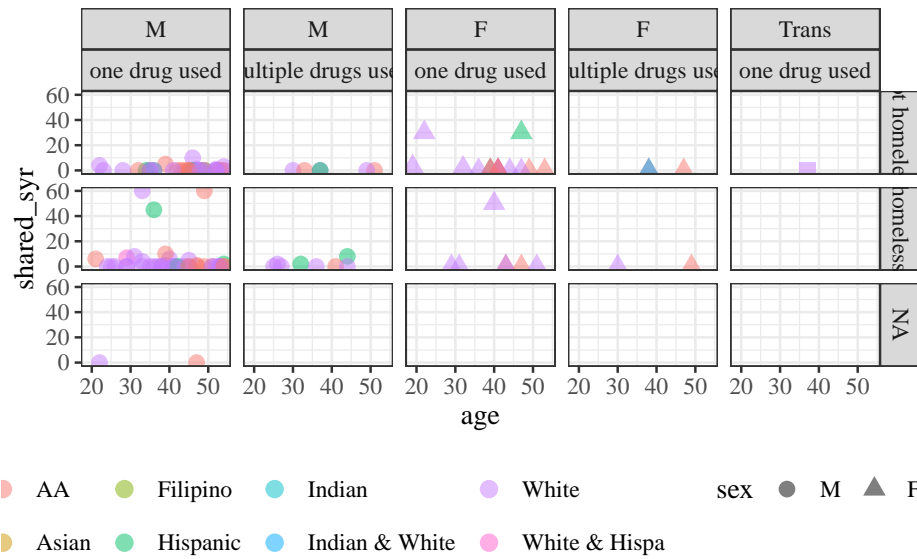 M M F F Trans
one drug used ultiple drugs use one drug used ultiple drugs use one drug used
60
40
20
0
t homele
60
40
20
0
homeless
60
40
20
0
NA
shared_syr
20 30 40 50 20 30 40 50 20 30 40 50 20 30 40 50 20 30 40 50
age
AA Filipino Indian White sex M F
Asian Hispanic Indian & White White & Hispa